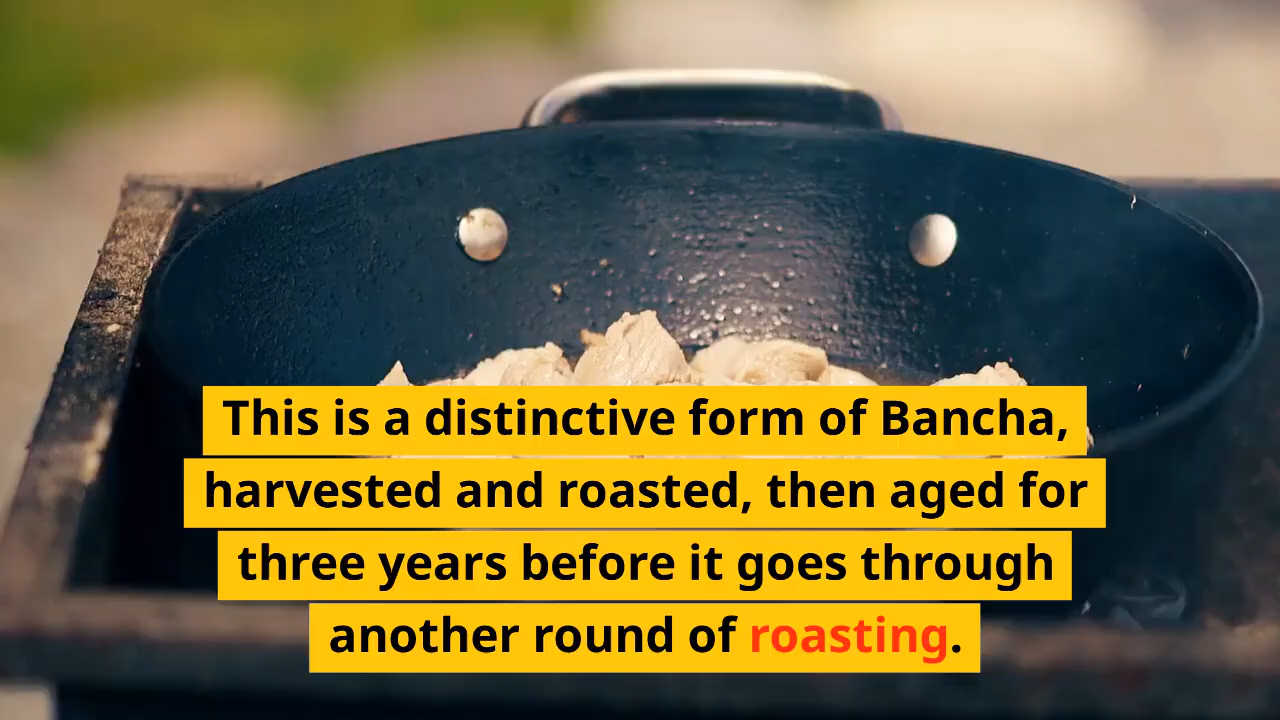 This is a distinctive form of Bancha,
harvested and roasted, then aged for
three years before it goes through
another round of roasting.